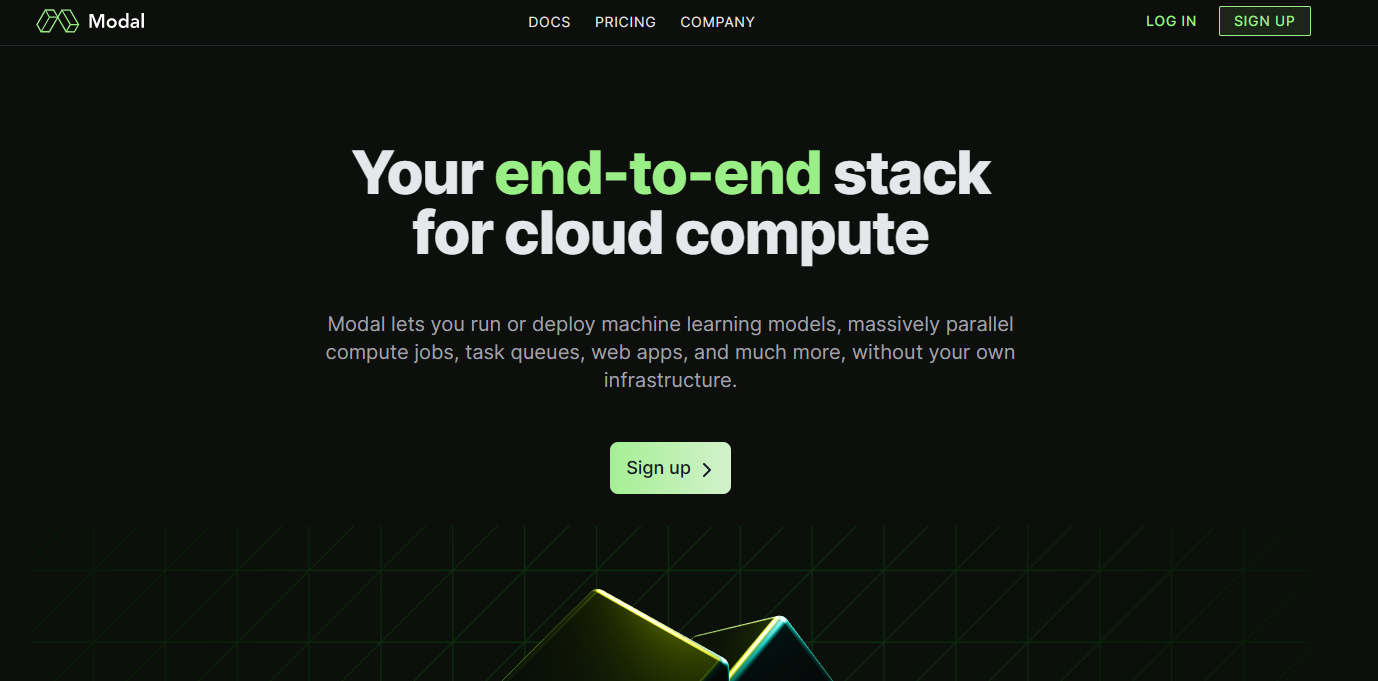 Modal
DOCS
PRICING
COMPANY
LOG IN
SIGN UP
Your end-to-end stack
for cloud compute
Modal lets you run or deploy machine learning models, massively parallel
compute jobs, task queues, web apps, and much more, without your own
infrastructure.
Sign up